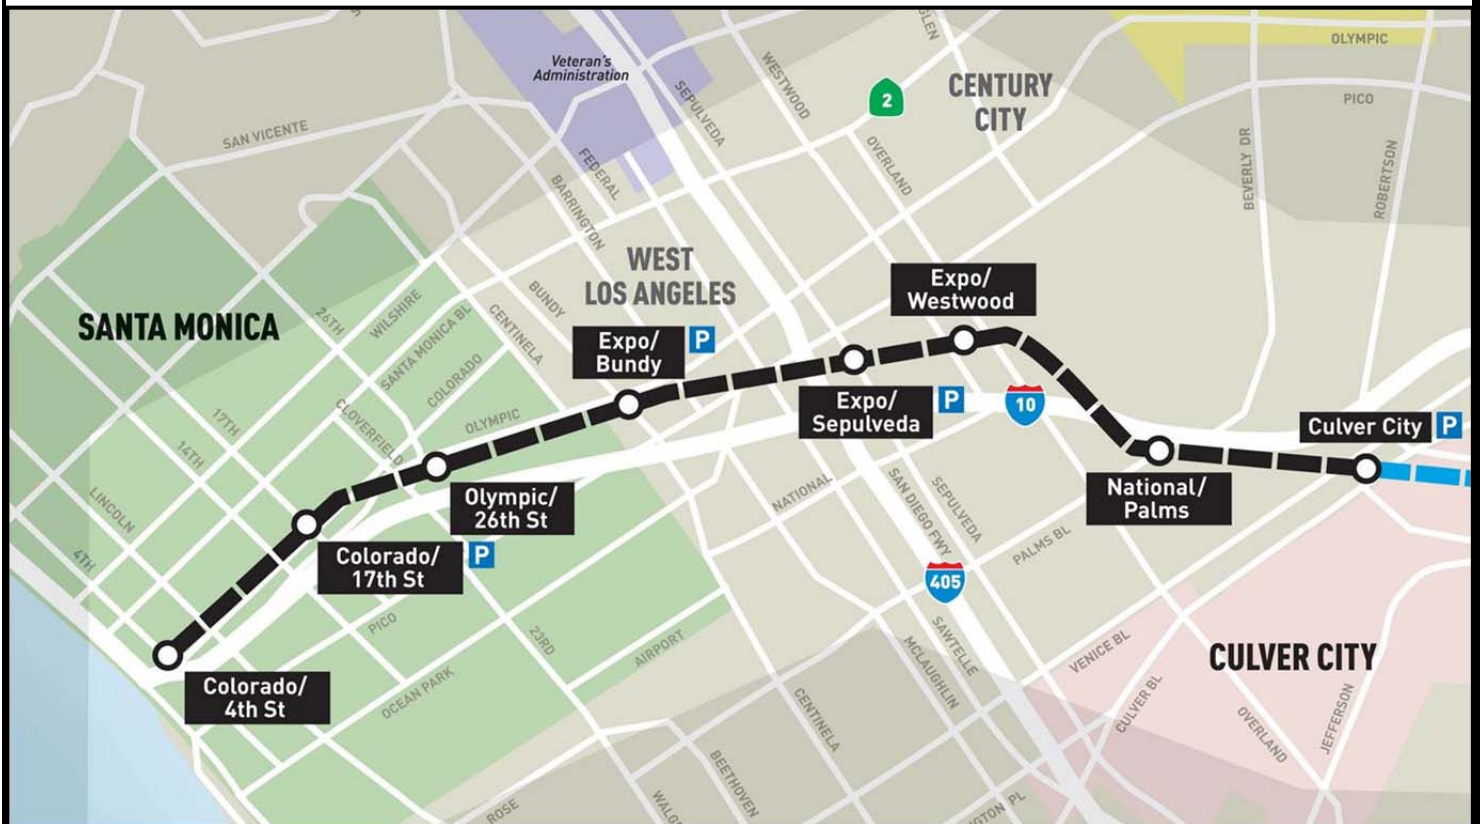 Veteran's
Administration
GLEN
OLYMPIC
PICO
SAN VICENTE
SEPULVEDA
WESTWOOD
2
CENTURY
CITY
OVERLAND
BEVERLY DR
ROBERTSON
FEDERAL
BARRINGTON
WEST
LOS ANGELES
BUNDY
CENTINELA
SANTA MONICA
26TH
WILSHIRE
SANTA MONICA BL
COLORADO
Expo/
Westwood
Expo/
Bundy
P
Expo/
Sepulveda
P
10
Culver City
P
17TH
14TH
CLOVERFIELD
OLYMPIC
LINCOLN
4TH
Olympic/
26th St
Colorado/
17th St
P
Colorado/
4th St
National/
Palms
NATIONAL
SAN DIEGO FWY
SEPULVEDA
PALMS BL
405
PICO
23RD
AIRPORT
OCEAN PARK
SAWTELLE
MCLAUGHLIN
VENICE BL
CULVER CITY
CULVER BL
OVERLAND
JEFFERSON
CENTINELA
BEETHOVEN
ROSE
PL